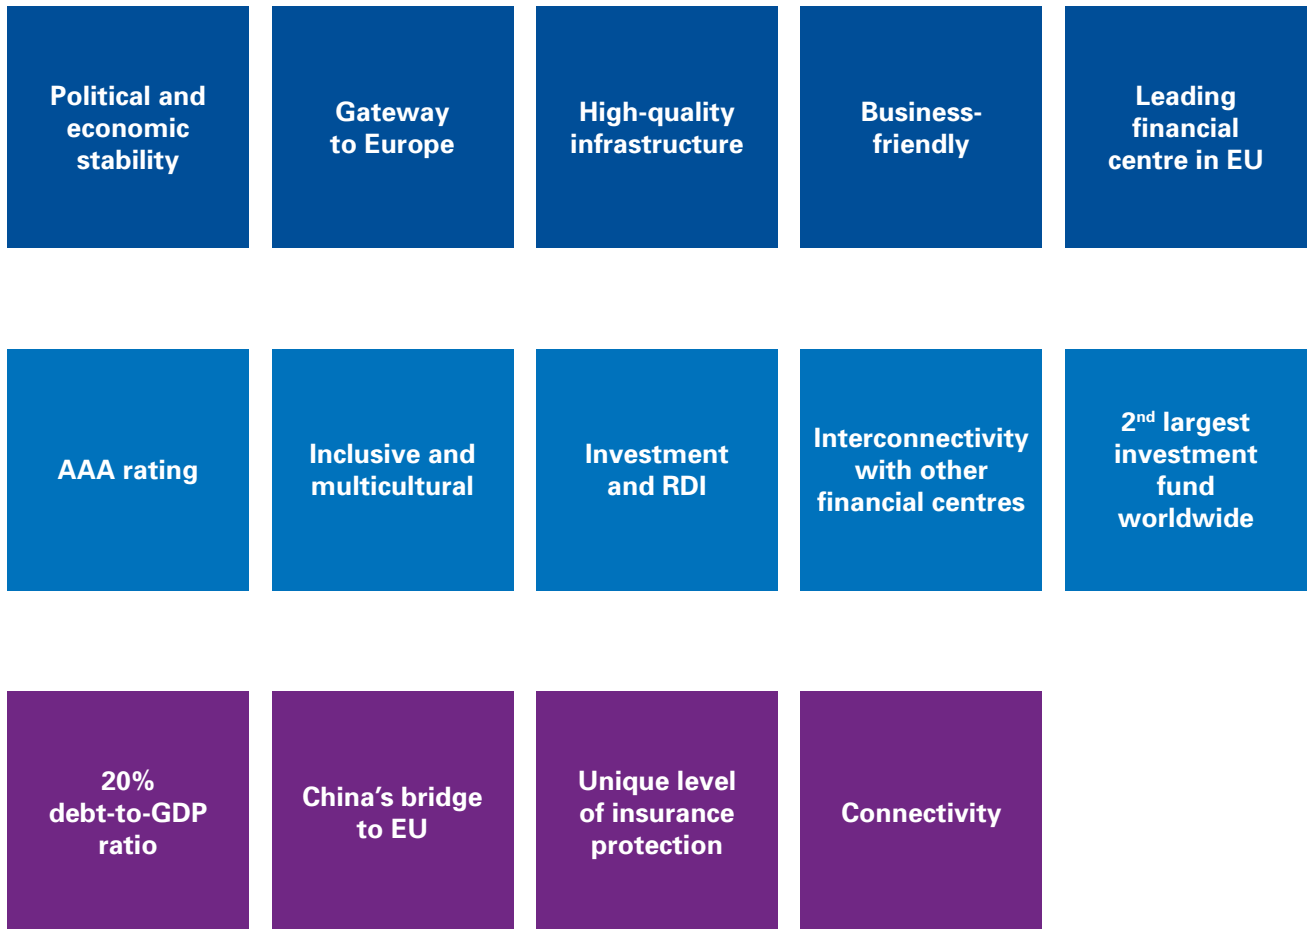 Political and
economic
stability
Gateway
to Europe
High-quality
infrastructure
Business-
friendly
Leading
financial
centre in EU
AAA rating
Inclusive and
multicultural
Investment
and RDI
Interconnectivity
with other
financial centres
2nd largest
investment
fund
worldwide
20%
debt-to-GDP
ratio
China’s bridge
to EU
Unique level
of insurance
protection
Connectivity